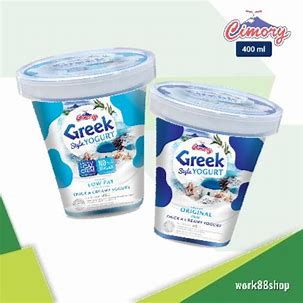 Cimory
400 ml
Cimory
Greek
Style YOGURT
LOW FAT
THICK & CREAMY YOGURT
Cimory
Greek
Style YOGURT
ORIGINAL
THICK & CREAMY YOGURT
work88shop